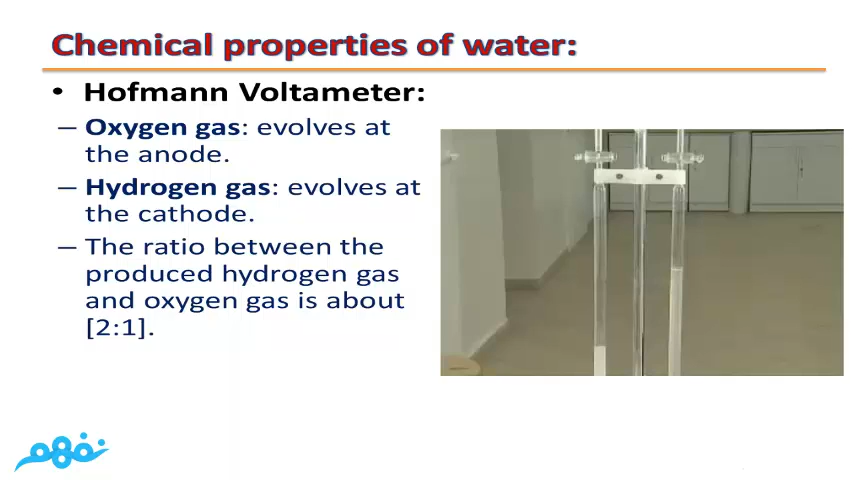 Chemical properties of water:
• Hofmann Voltameter:
– Oxygen gas: evolves at
the anode.
– Hydrogen gas: evolves at
the cathode.
– The ratio between the
produced hydrogen gas
and oxygen gas is about
[2:1].
نفهم